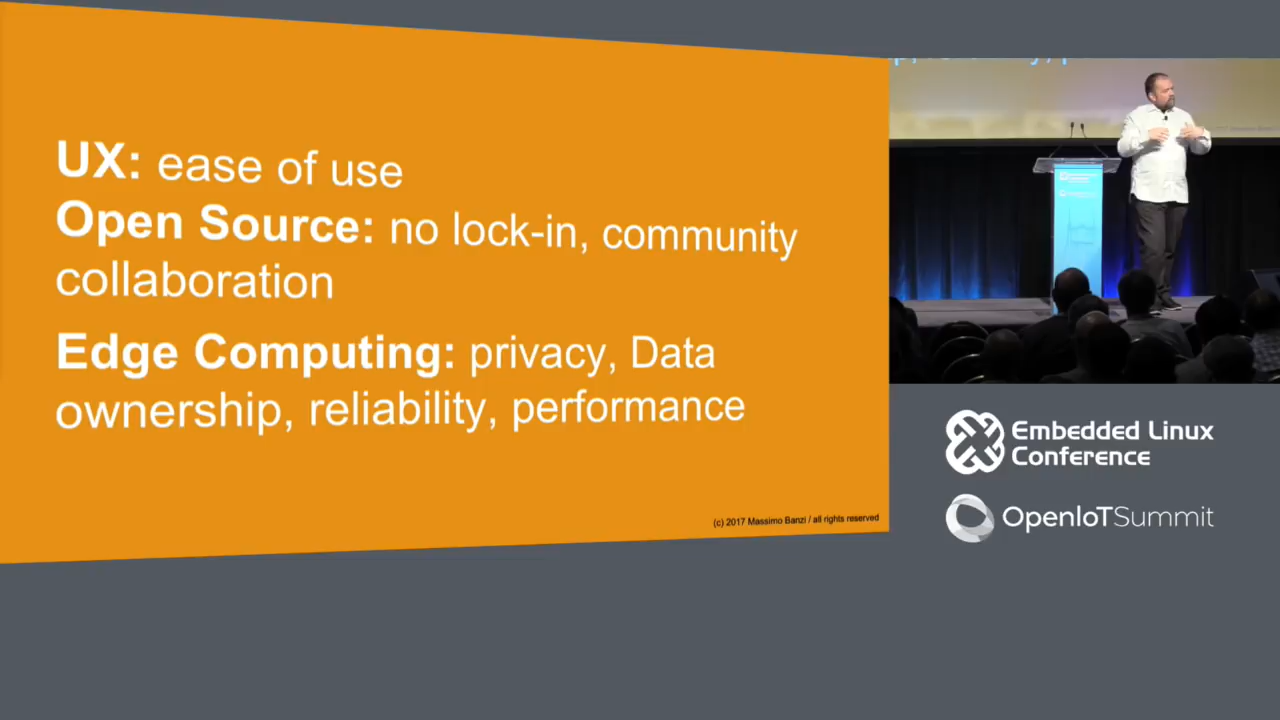 UX: ease of use
Open Source: no lock-in, community
collaboration
Edge Computing: privacy, Data
ownership, reliability, performance
(c) 2017 Massimo Banzi / all rights reserved
Embedded Linux
Conference
OpenIoTSummit